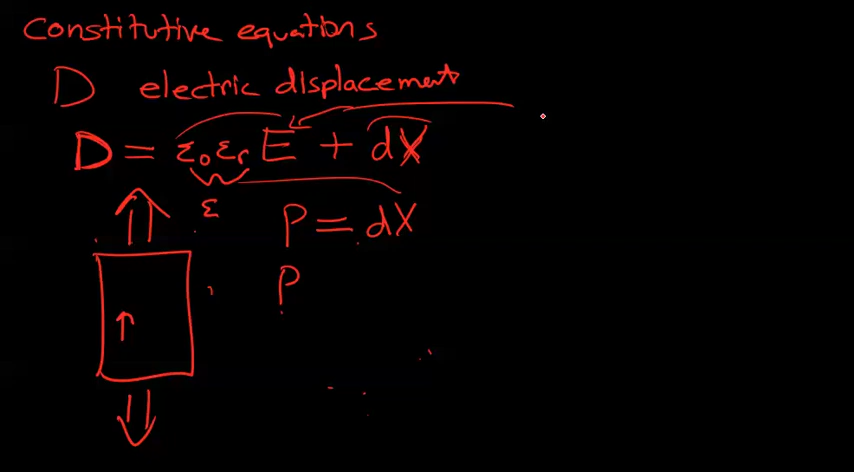 Constitutive equations
D electric displacement
D = ε₀εᵣE + dX
ε
P = dX
P